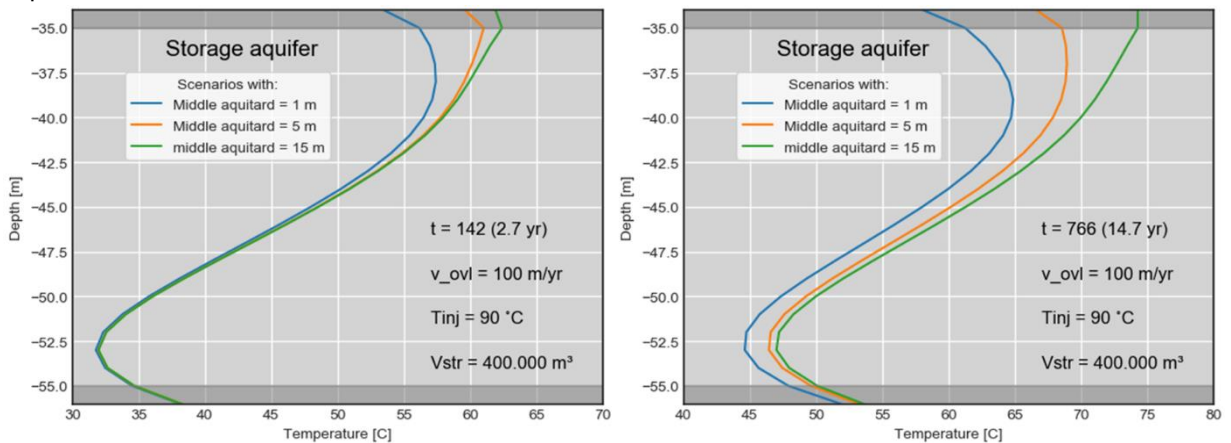 Storage aquifer
Scenarios with:
Middle aquitard = 1 m
Middle aquitard = 5 m
middle aquitard = 15 m
t = 142 (2.7 yr)
v_ovl = 100 m/yr
Tinj = 90 ˚C
Vstr = 400.000 m³
Depth [m]
−35.0
−37.5
−40.0
−42.5
−45.0
−47.5
−50.0
−52.5
−55.0
30 35 40 45 50 55 60 65 70
Temperature [C]
Storage aquifer
Scenarios with:
Middle aquitard = 1 m
Middle aquitard = 5 m
middle aquitard = 15 m
t = 766 (14.7 yr)
v_ovl = 100 m/yr
Tinj = 90 ˚C
Vstr = 400.000 m³
Depth [m]
−35.0
−37.5
−40.0
−42.5
−45.0
−47.5
−50.0
−52.5
−55.0
40 45 50 55 60 65 70 75 80
Temperature [C]